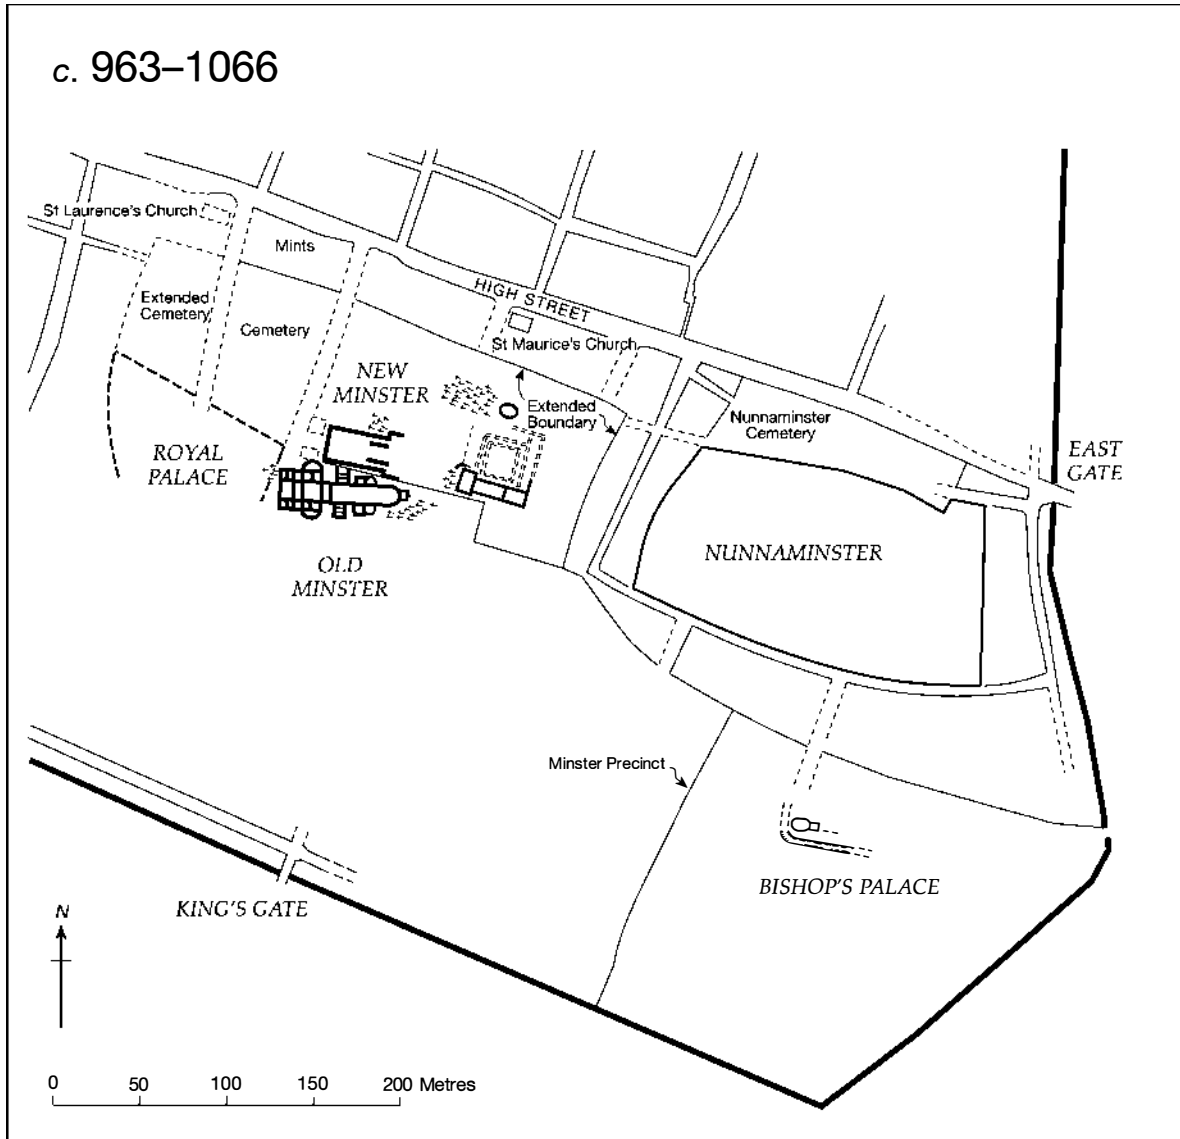 c. 963–1066
St Laurence's Church
Mints
HIGH STREET
Extended
Cemetery
Cemetery
St Maurice's Church
NEW
MINSTER
Extended
Boundary
Nunnaminster
Cemetery
ROYAL
PALACE
EAST
GATE
NUNNAMINSTER
OLD
MINSTER
Minster Precinct
BISHOP'S PALACE
KING'S GATE
N
0 50 100 150 200 Metres